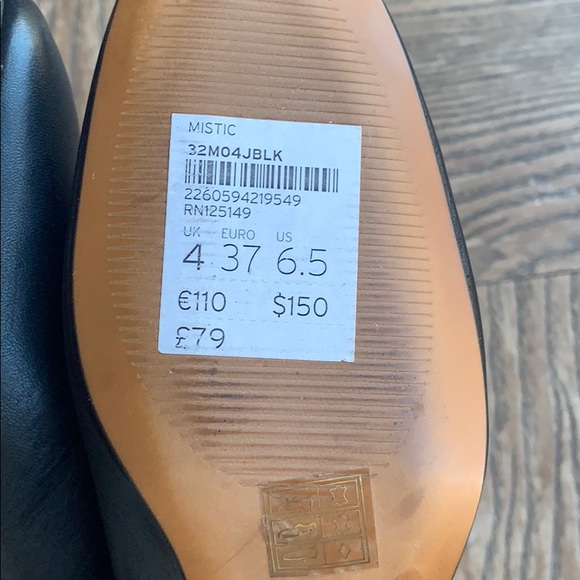 MISTIC
32M04JBLK
2260594219549
RN125149
UK EURO US
4 37 6.5
€110 $150
£79